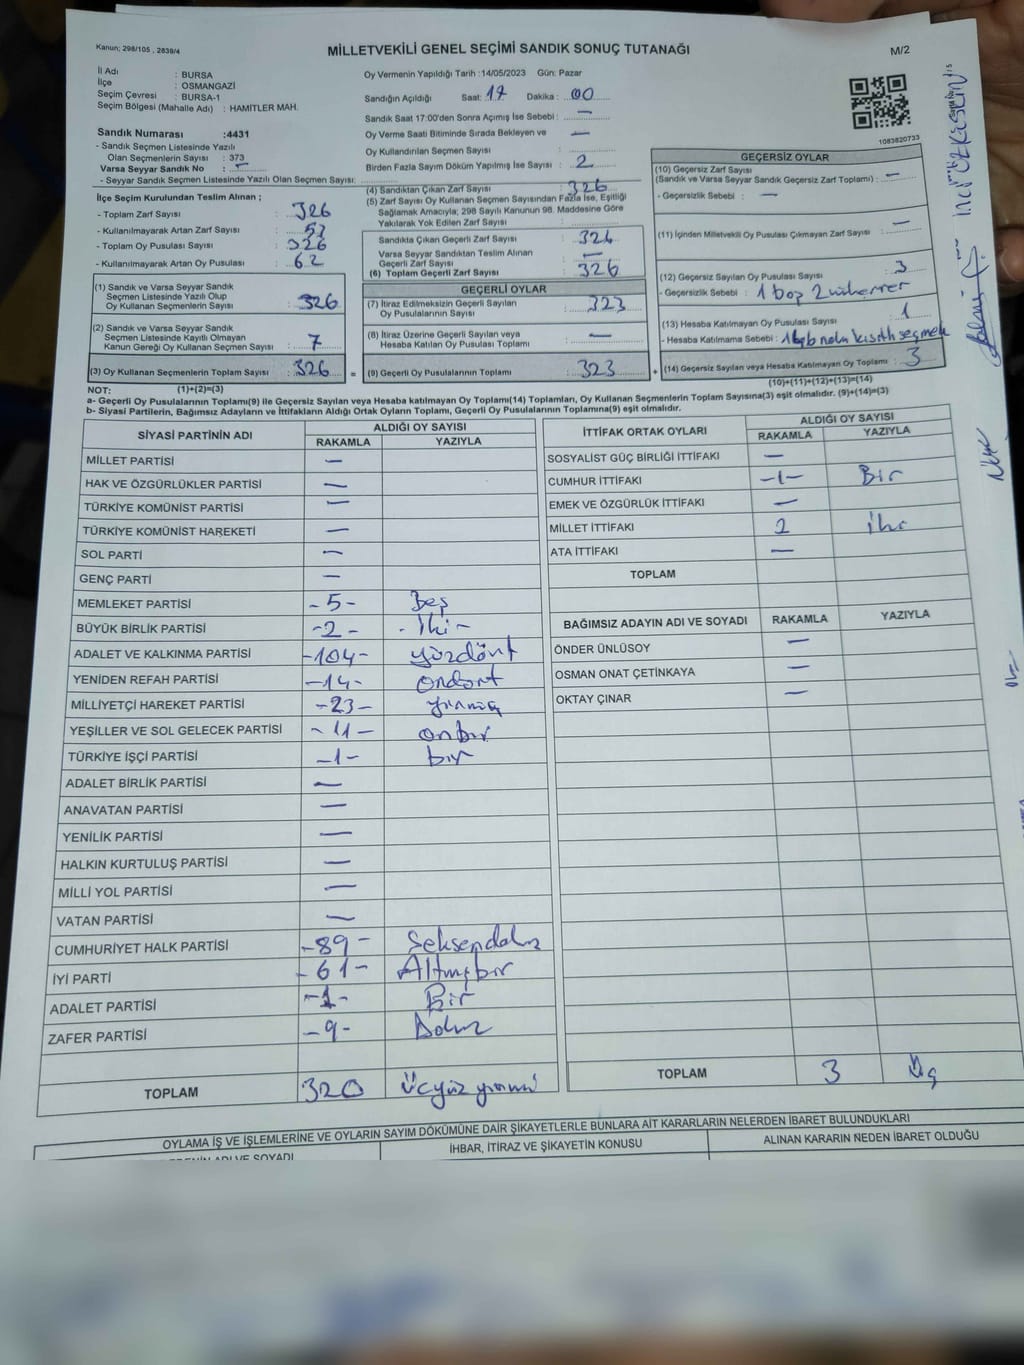 Kanun; 298/105 , 2839/4
MİLLETVEKİLİ GENEL SEÇİMİ SANDIK SONUÇ TUTANAĞI
M/2
İl Adı : BURSA
İlçe : OSMANGAZİ
Seçim Çevresi : BURSA-1
Seçim Bölgesi (Mahalle Adı) : HAMİTLER MAH.
Oy Vermenin Yapıldığı Tarih :14/05/2023 Gün: Pazar
Sandığın Açıldığı Saat: 17 Dakika : 00
Sandık Saat 17:00'den Sonra Açımış İse Sebebi : —
Oy Verme Saati Bitiminde Sırada Bekleyen ve —
Oy Kullandırılan Seçmen Sayısı :
Birden Fazla Sayım Döküm Yapılmış İse Sayısı : 2
1083820733
Sandık Numarası :4431
- Sandık Seçmen Listesinde Yazılı
Olan Seçmenlerin Sayısı : 373
Varsa Seyyar Sandık No : —
- Seyyar Sandık Seçmen Listesinde Yazılı Olan Seçmen Sayısı:
İlçe Seçim Kurulundan Teslim Alınan ;
- Toplam Zarf Sayısı : 326
- Kullanılmayarak Artan Zarf Sayısı : 57
- Toplam Oy Pusulası Sayısı : 326
- Kullanılmayarak Artan Oy Pusulası : 62
(1) Sandık ve Varsa Seyyar Sandık
Seçmen Listesinde Yazılı Olup
Oy Kullanan Seçmenlerin Sayısı : 326
(2) Sandık ve Varsa Seyyar Sandık
Seçmen Listesinde Kayıtlı Olmayan
Kanun Gereği Oy Kullanan Seçmen Sayısı : 7
(3) Oy Kullanan Seçmenlerin Toplam Sayısı : 326
(4) Sandıktan Çıkan Zarf Sayısı : 326
(5) Zarf Sayısı Oy Kullanan Seçmen Sayısından Fazla İse, Eşitliği
Sağlamak Amacıyla; 298 Sayılı Kanunun 98. Maddesine Göre
Yakılarak Yok Edilen Zarf Sayısı :
Sandıkta Çıkan Geçerli Zarf Sayısı : 326
Varsa Seyyar Sandıktan Teslim Alınan
Geçerli Zarf Sayısı : —
(6) Toplam Geçerli Zarf Sayısı : 326
GEÇERLİ OYLAR
(7) İtiraz Edilmeksizin Geçerli Sayılan
Oy Pusulalarının Sayısı : 323
(8) İtiraz Üzerine Geçerli Sayılan veya
Hesaba Katılan Oy Pusulası Toplamı : —
= (9) Geçerli Oy Pusulalarının Toplamı : 323
GEÇERSİZ OYLAR
(10) Geçersiz Zarf Sayısı
(Sandık ve Varsa Seyyar Sandık Geçersiz Zarf Toplamı) : —
- Geçersizlik Sebebi : —
(11) İçinden Milletvekili Oy Pusulası Çıkmayan Zarf Sayısı : —
(12) Geçersiz Sayılan Oy Pusulası Sayısı : 3
- Geçersizlik Sebebi : 1 boş 2
(13) Hesaba Katılmayan Oy Pusulası Sayısı : 1
- Hesaba Katılmama Sebebi : kısıtlı seçmen
+ (14) Geçersiz Sayılan veya Hesaba Katılmayan Oy Toplamı : 3
NOT: (1)+(2)=(3)
(10)+(11)+(12)+(13)=(14)
a- Geçerli Oy Pusulalarının Toplamı(9) ile Geçersiz Sayılan veya Hesaba katılmayan Oy Toplamı(14) Toplamları, Oy Kullanan Seçmenlerin Toplam Sayısına(3) eşit olmalıdır. (9)+(14)=(3)
b- Siyasi Partilerin, Bağımsız Adayların ve İttifakların Aldığı Ortak Oyların Toplamı, Geçerli Oy Pusulalarının Toplamına(9) eşit olmalıdır.
SİYASİ PARTİNİN ADI ALDIĞI OY SAYISI
RAKAMLA YAZIYLA
MİLLET PARTİSİ —
HAK VE ÖZGÜRLÜKLER PARTİSİ —
TÜRKİYE KOMÜNİST PARTİSİ —
TÜRKİYE KOMÜNİST HAREKETİ —
SOL PARTİ —
GENÇ PARTİ —
MEMLEKET PARTİSİ -5- Beş
BÜYÜK BİRLİK PARTİSİ -2- -İki-
ADALET VE KALKINMA PARTİSİ -104- yüzdört
YENİDEN REFAH PARTİSİ -14- Ondört
MİLLİYETÇİ HAREKET PARTİSİ -23-
YEŞİLLER VE SOL GELECEK PARTİSİ -11- onbir
TÜRKİYE İŞÇİ PARTİSİ -1- bir
ADALET BİRLİK PARTİSİ —
ANAVATAN PARTİSİ —
YENİLİK PARTİSİ —
HALKIN KURTULUŞ PARTİSİ —
MİLLİ YOL PARTİSİ —
VATAN PARTİSİ —
CUMHURİYET HALK PARTİSİ -89- Seksendokuz
İYİ PARTİ -61- Altmışbir
ADALET PARTİSİ -1- Bir
ZAFER PARTİSİ -9- Dokuz
TOPLAM 320 Üçyüz yirmi
İTTİFAK ORTAK OYLARI ALDIĞI OY SAYISI
RAKAMLA YAZIYLA
SOSYALİST GÜÇ BİRLİĞİ İTTİFAKI —
CUMHUR İTTİFAKI -1- Bir
EMEK VE ÖZGÜRLÜK İTTİFAKI —
MİLLET İTTİFAKI 2 İki
ATA İTTİFAKI —
TOPLAM
BAĞIMSIZ ADAYIN ADI VE SOYADI RAKAMLA YAZIYLA
ÖNDER ÜNLÜSOY —
OSMAN ONAT ÇETİNKAYA —
OKTAY ÇINAR —
TOPLAM 3 Üç
OYLAMA İŞ VE İŞLEMLERİNE VE OYLARIN SAYIM DÖKÜMÜNE DAİR ŞİKAYETLERLE BUNLARA AİT KARARLARIN NELERDEN İBARET BULUNDUKLARI
ADI VE SOYADI İHBAR, İTİRAZ VE ŞİKAYETİN KONUSU ALINAN KARARIN NEDEN İBARET OLDUĞU